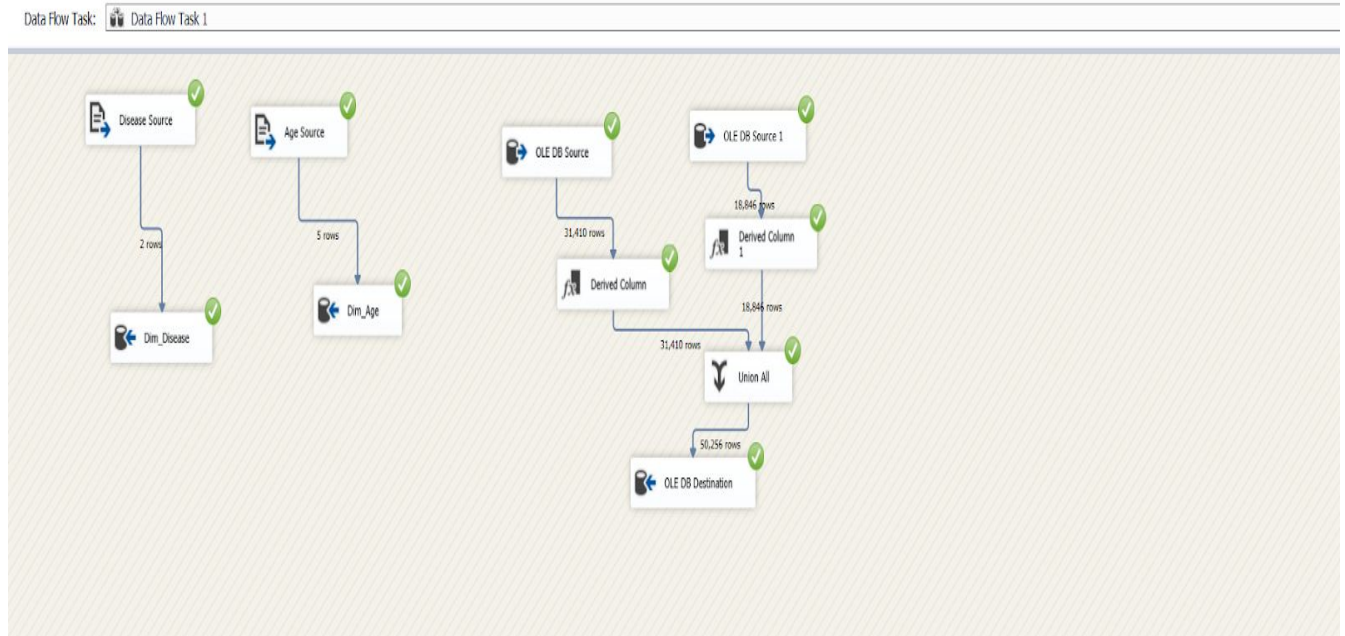 Data Flow Task: Data Flow Task 1
Disease Source
2 rows
Dim_Disease
Age Source
5 rows
Dim_Age
OLE DB Source
31,410 rows
fx
Derived Column
31,410 rows
OLE DB Source 1
18,846 rows
fx
Derived Column
1
18,846 rows
Union All
50,256 rows
OLE DB Destination